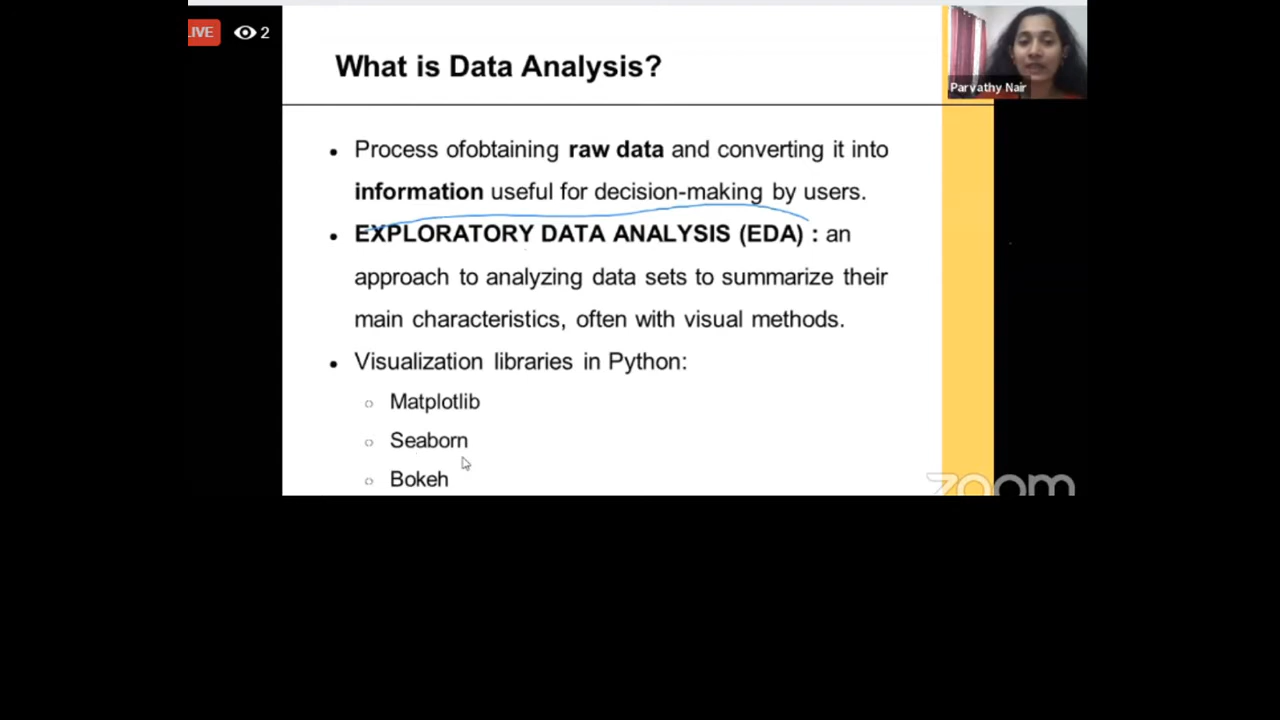 LIVE 2
What is Data Analysis?
Parvathy Nair
• Process ofobtaining raw data and converting it into
information useful for decision-making by users.
• EXPLORATORY DATA ANALYSIS (EDA) : an
approach to analyzing data sets to summarize their
main characteristics, often with visual methods.
• Visualization libraries in Python:
○ Matplotlib
○ Seaborn
○ Bokeh
zoom